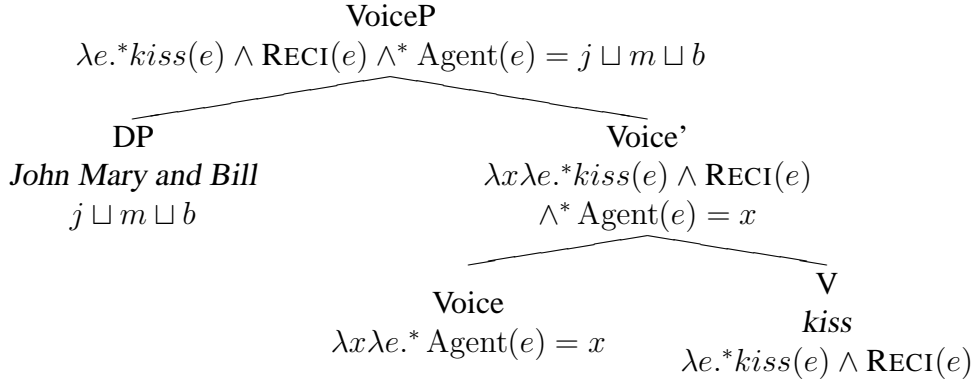 VoiceP
λe.*kiss(e) ∧ RECI(e) ∧* Agent(e) = j ⊔ m ⊔ b
DP
John Mary and Bill
j ⊔ m ⊔ b
Voice'
λxλe.*kiss(e) ∧ RECI(e)
∧* Agent(e) = x
Voice
λxλe.* Agent(e) = x
V
kiss
λe.*kiss(e) ∧ RECI(e)